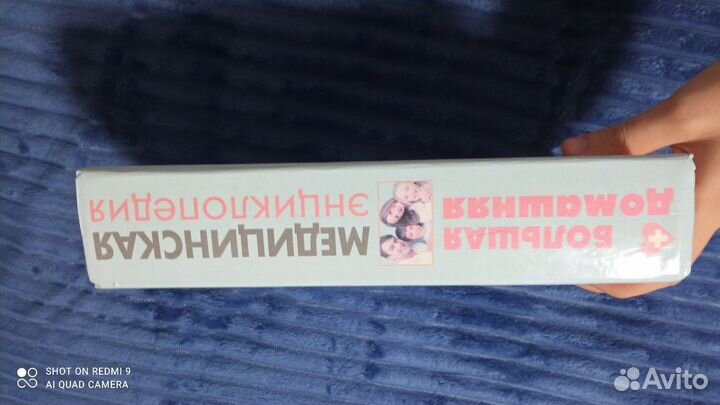 БОЛЬШАЯ
ДОМАШНЯЯ
МЕДИЦИНСКАЯ
ЭНЦИКЛОПЕДИЯ
SHOT ON REDMI 9
AI QUAD CAMERA
Avito